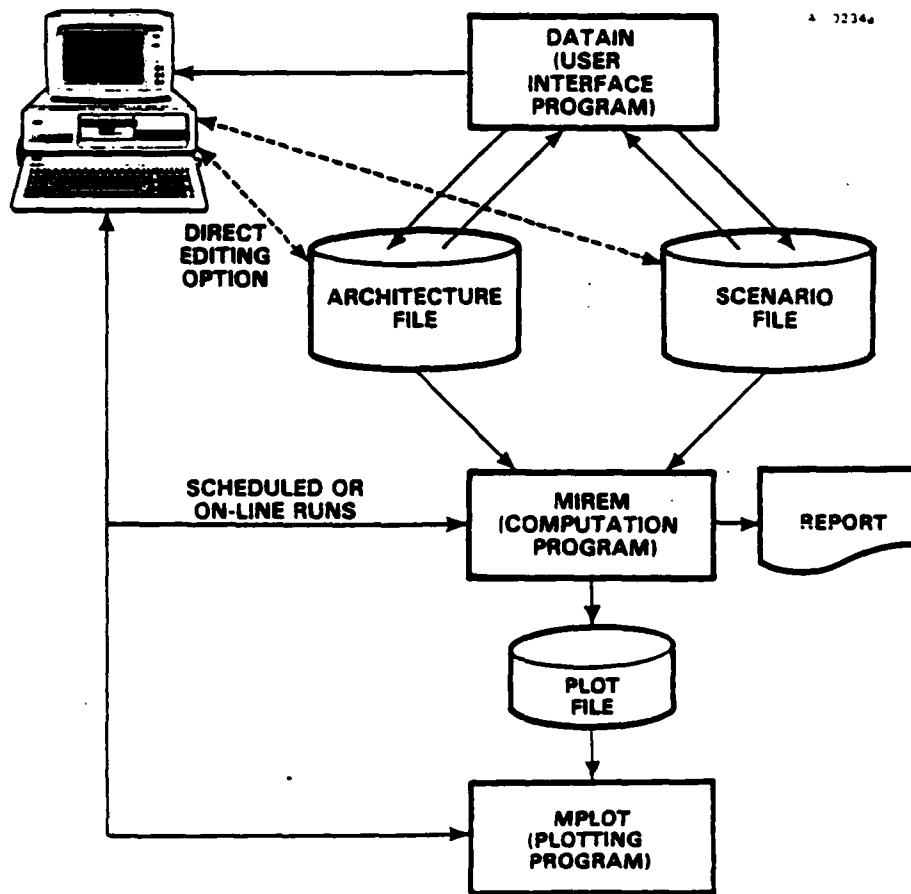 DATAIN
(USER
INTERFACE
PROGRAM)
DIRECT
EDITING
OPTION
ARCHITECTURE
FILE
SCENARIO
FILE
SCHEDULED OR
ON-LINE RUNS
MIREM
(COMPUTATION
PROGRAM)
REPORT
PLOT
FILE
MPLOT
(PLOTTING
PROGRAM)